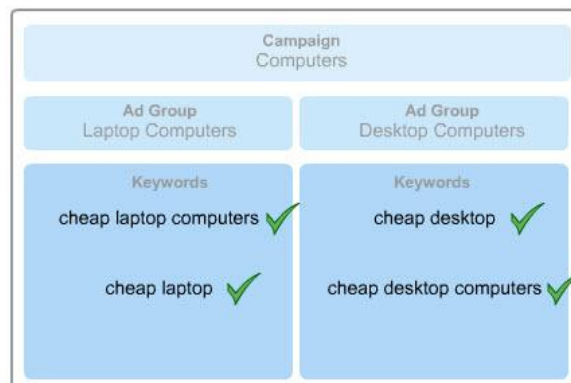 Campaign
Computers
Ad Group
Laptop Computers
Ad Group
Desktop Computers
Keywords
cheap laptop computers
cheap laptop
Keywords
cheap desktop
cheap desktop computers